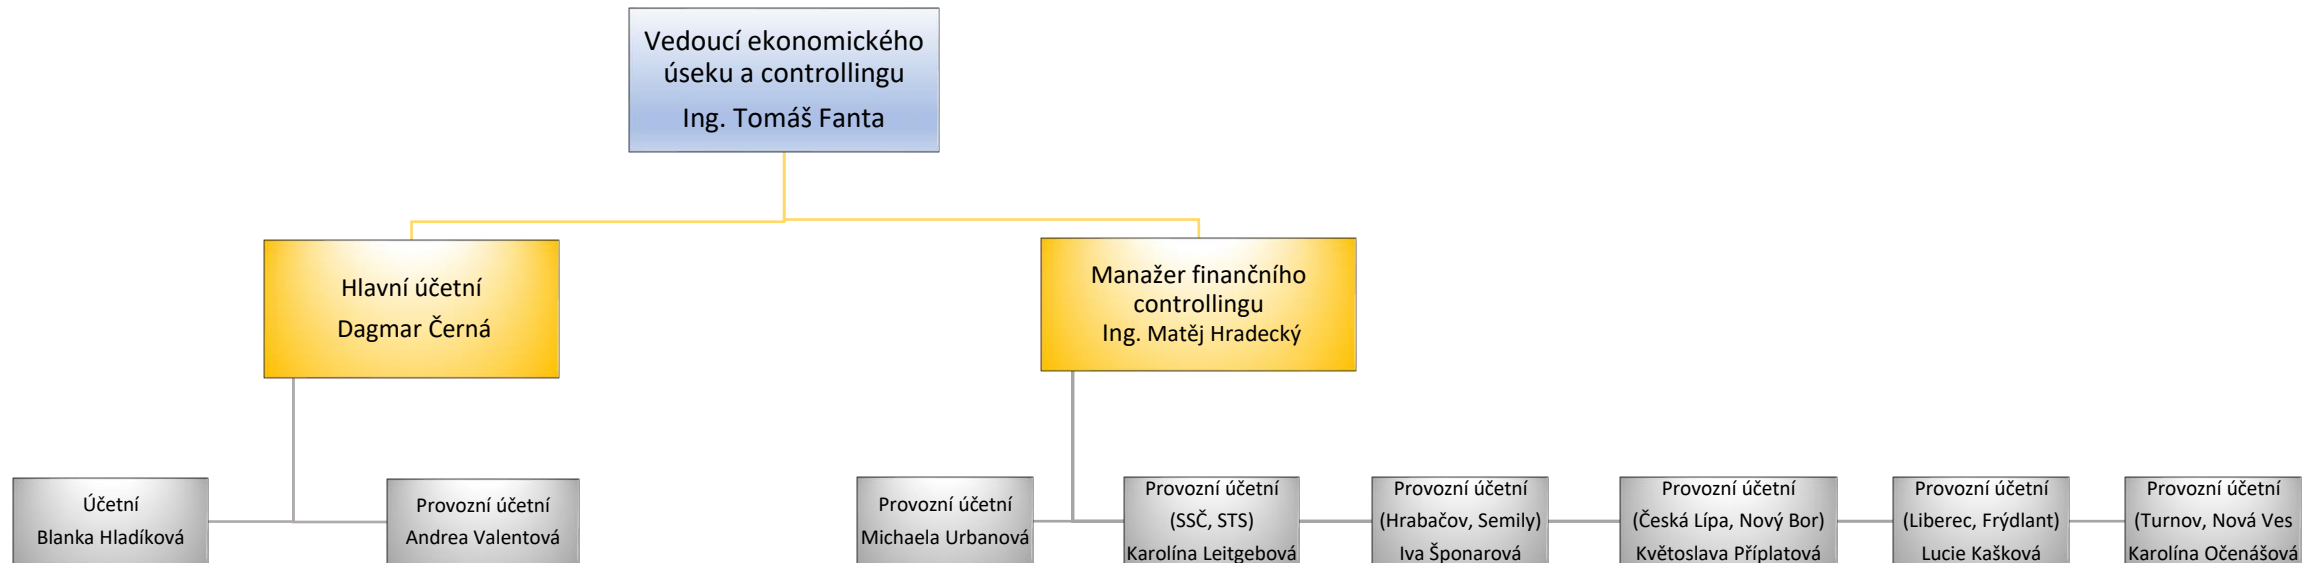 Vedoucí ekonomického
úseku a controllingu
Ing. Tomáš Fanta
Hlavní účetní
Dagmar Černá
Manažer finančního
controllingu
Ing. Matěj Hradecký
Účetní
Blanka Hladíková
Provozní účetní
Andrea Valentová
Provozní účetní
Michaela Urbanová
Provozní účetní
(SSČ, STS)
Karolína Leitgebová
Provozní účetní
(Hrabačov, Semily)
Iva Šponarová
Provozní účetní
(Česká Lípa, Nový Bor)
Květoslava Příplatová
Provozní účetní
(Liberec, Frýdlant)
Lucie Kašková
Provozní účetní
(Turnov, Nová Ves
Karolína Očenášová